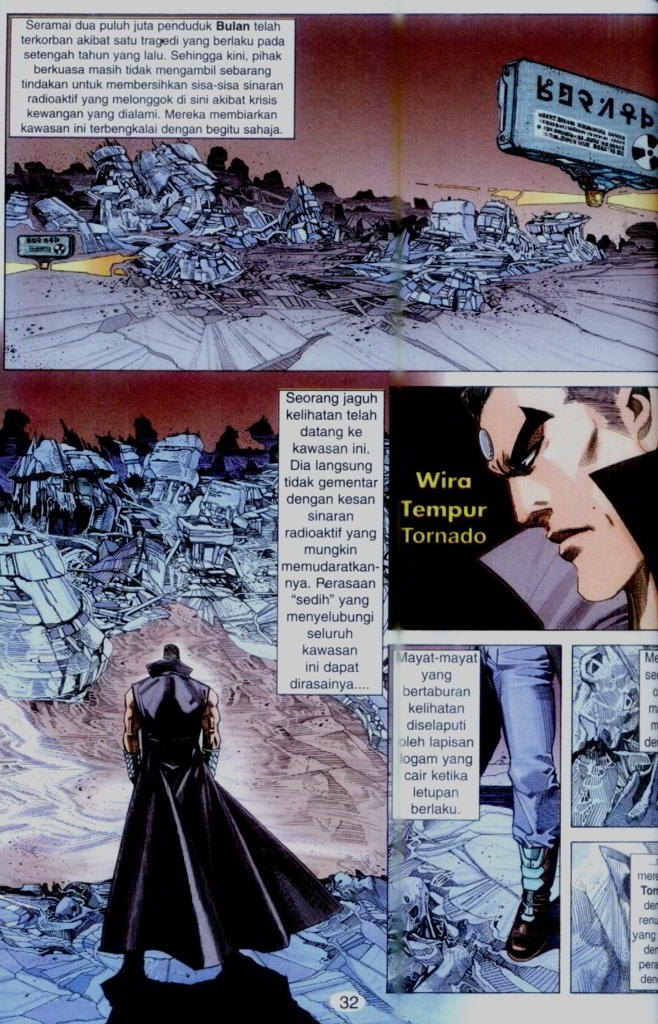 Seramai dua puluh juta penduduk Bulan telah
terkorban akibat satu tragedi yang berlaku pada
setengah tahun yang lalu. Sehingga kini, pihak
berkuasa masih tidak mengambil sebarang
tindakan untuk membersihkan sisa-sisa sinaran
radioaktif yang melonggok di sini akibat krisis
kewangan yang dialami. Mereka membiarkan
kawasan ini terbengkalai dengan begitu sahaja.
Seorang jaguh
kelihatan telah
datang ke
kawasan ini.
Dia langsung
tidak gementar
dengan kesan
sinaran
radioaktif yang
mungkin
memudaratkan-
nya. Perasaan
“sedih” yang
menyelubungi
seluruh
kawasan
ini dapat
dirasainya....
Wira
Tempur
Tornado
Mayat-mayat
yang
bertaburan
kelihatan
diselaputi
oleh lapisan
logam yang
cair ketika
letupan
berlaku.
32